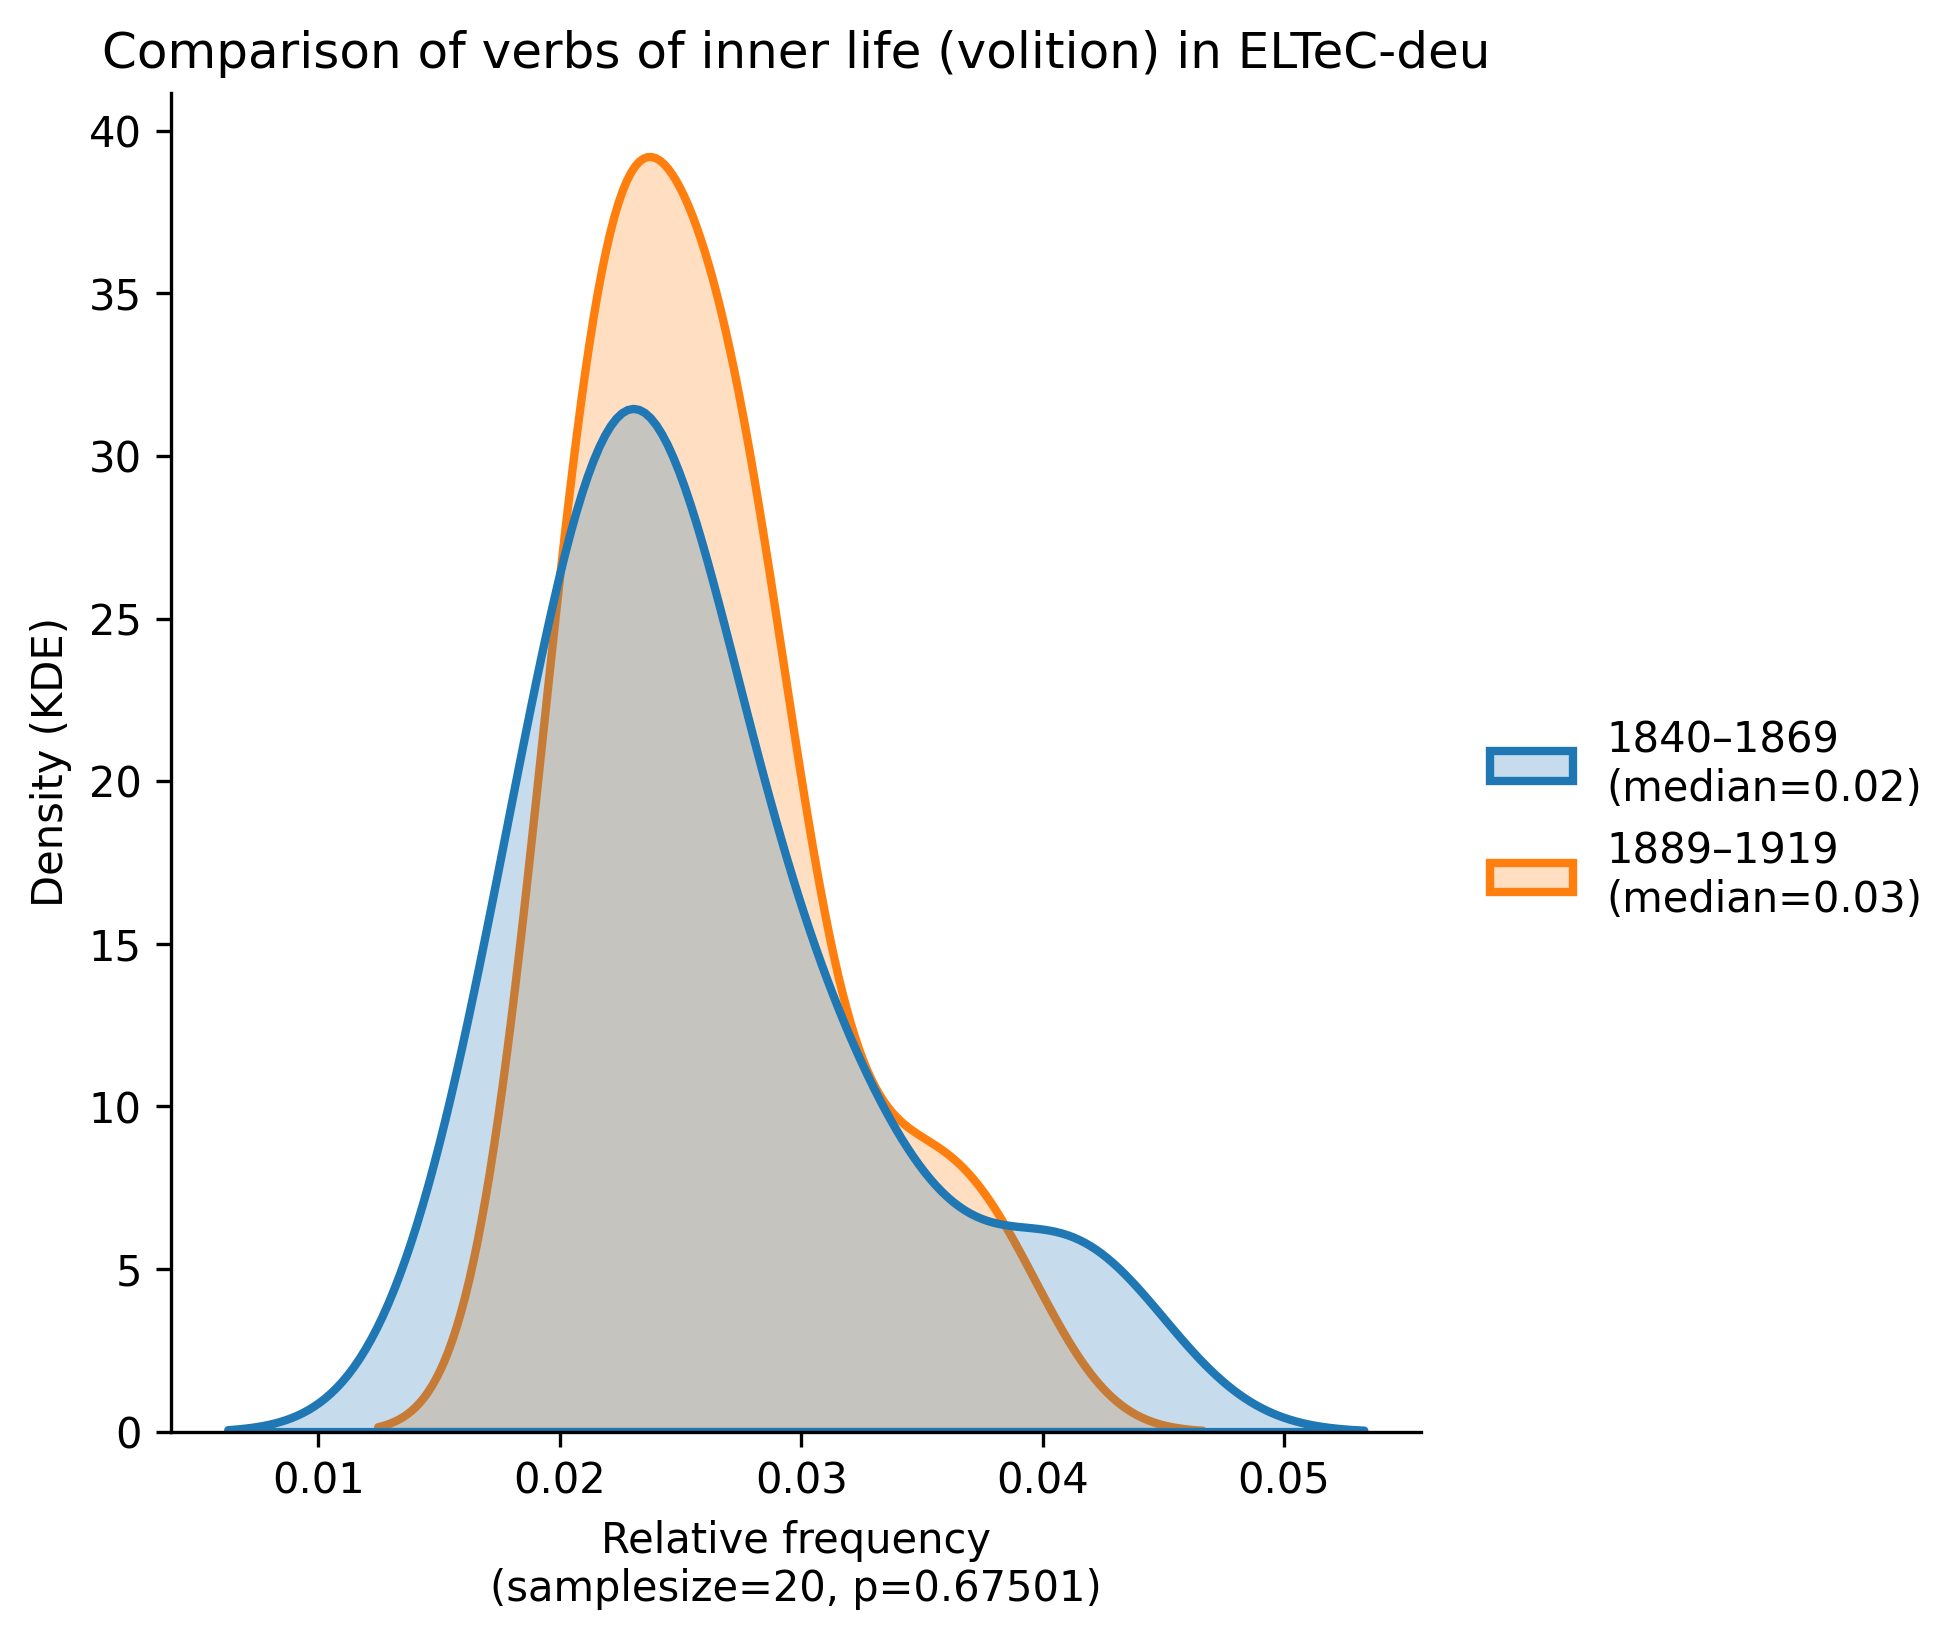 Comparison of verbs of inner life (volition) in ELTeC-deu
40
35
30
25
20
15
10
5
0
Density (KDE)
0.01 0.02 0.03 0.04 0.05
Relative frequency
(samplesize=20, p=0.67501)
1840–1869
(median=0.02)
1889–1919
(median=0.03)